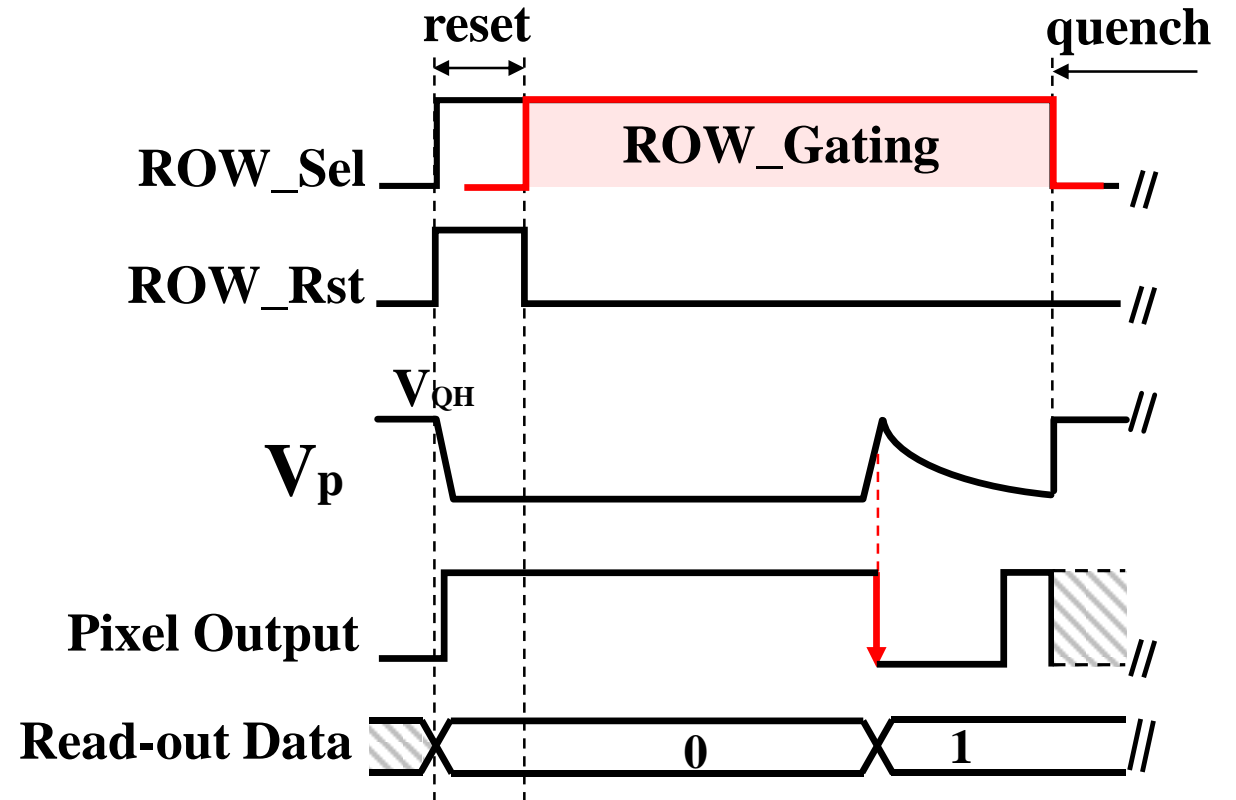 reset
quench
ROW_Sel
ROW_Gating
ROW_Rst
VQH
Vp
Pixel Output
Read-out Data
0
1